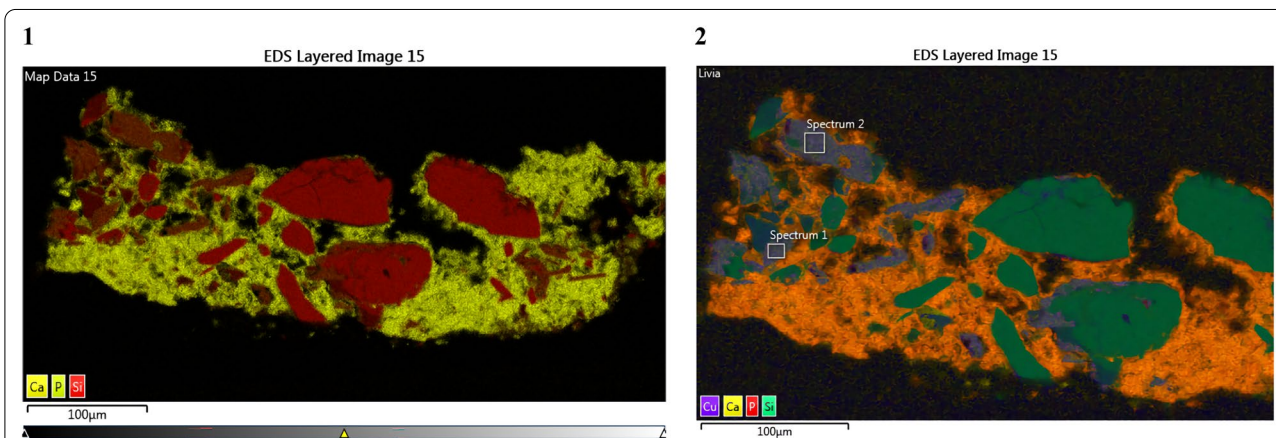 1
EDS Layered Image 15
Map Data 15
Ca P Si
100μm
2
EDS Layered Image 15
Livia
Spectrum 2
Spectrum 1
Cu Ca P Si
100μm